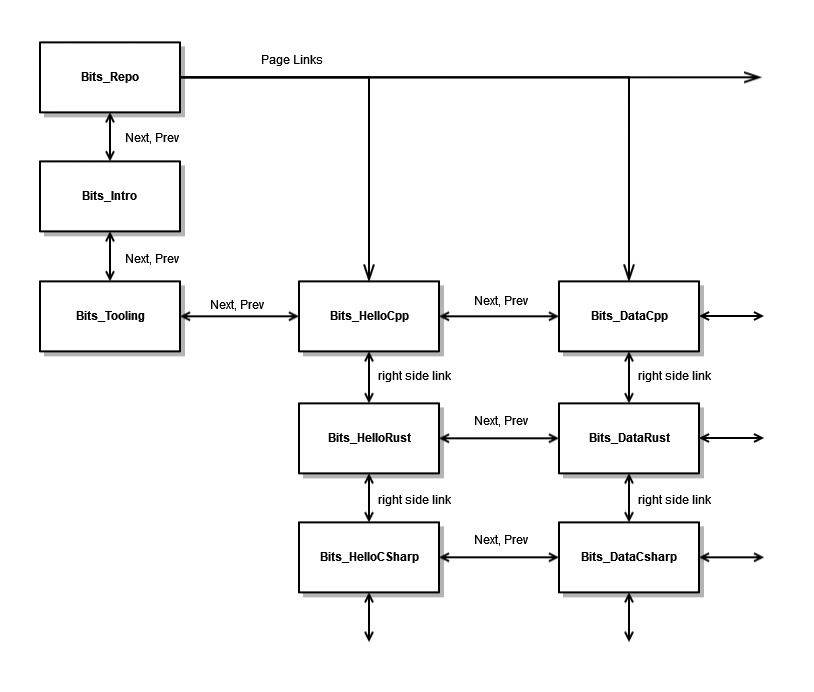 Page Links
Bits_Repo
Next, Prev
Bits_Intro
Next, Prev
Bits_Tooling
Next, Prev
Bits_HelloCpp
Next, Prev
Bits_DataCpp
right side link
right side link
Bits_HelloRust
Next, Prev
Bits_DataRust
right side link
right side link
Bits_HelloCSharp
Next, Prev
Bits_DataCsharp